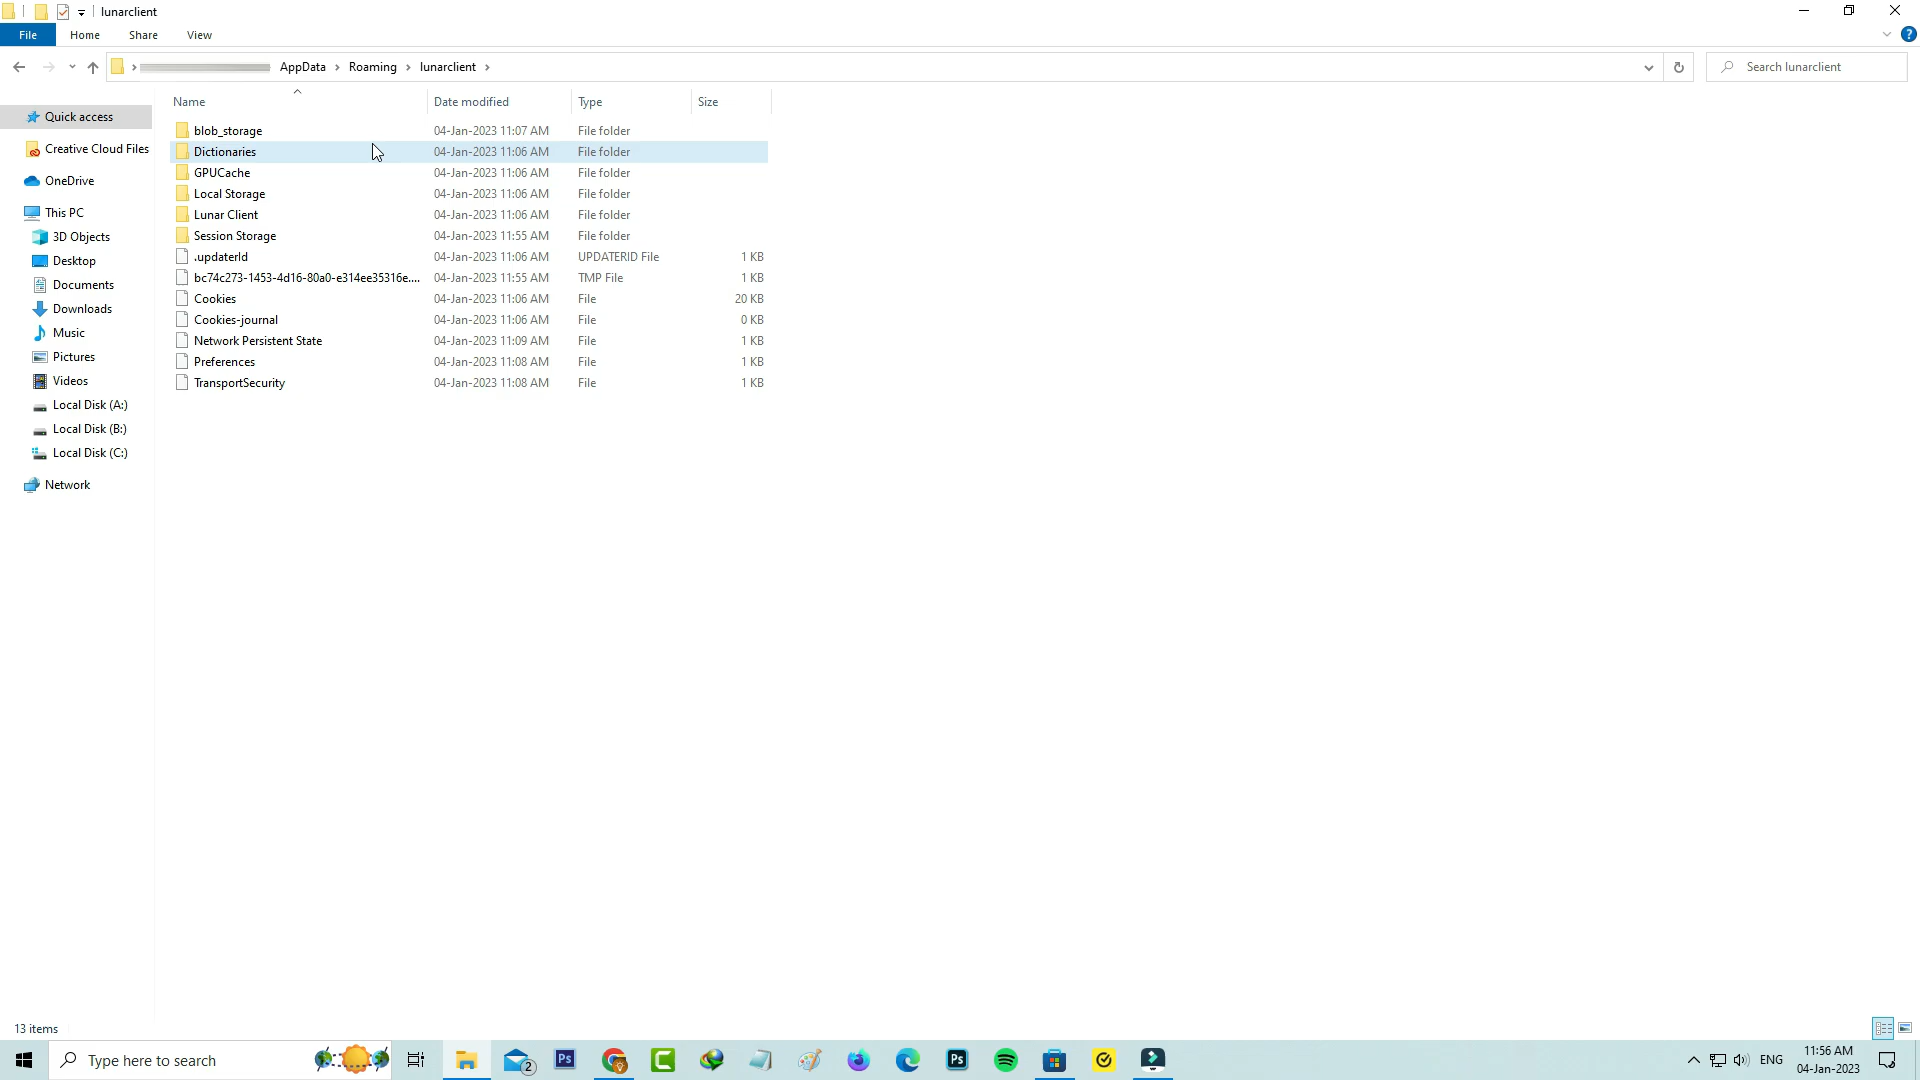 lunarclient
File Home Share View
AppData Roaming lunarclient
Search lunarclient
Name Date modified Type Size
Quick access
Creative Cloud Files
OneDrive
This PC
3D Objects
Desktop
Documents
Downloads
Music
Pictures
Videos
Local Disk (A:)
Local Disk (B:)
Local Disk (C:)
Network
blob_storage 04-Jan-2023 11:07 AM File folder
Dictionaries 04-Jan-2023 11:06 AM File folder
GPUCache 04-Jan-2023 11:06 AM File folder
Local Storage 04-Jan-2023 11:06 AM File folder
Lunar Client 04-Jan-2023 11:06 AM File folder
Session Storage 04-Jan-2023 11:55 AM File folder
.updaterId 04-Jan-2023 11:06 AM UPDATERID File 1 KB
bc74c273-1453-4d16-80a0-e314ee35316e.... 04-Jan-2023 11:55 AM TMP File 1 KB
Cookies 04-Jan-2023 11:06 AM File 20 KB
Cookies-journal 04-Jan-2023 11:06 AM File 0 KB
Network Persistent State 04-Jan-2023 11:09 AM File 1 KB
Preferences 04-Jan-2023 11:08 AM File 1 KB
TransportSecurity 04-Jan-2023 11:08 AM File 1 KB
13 items
Type here to search
2
Ps
Ps
ENG
11:56 AM
04-Jan-2023